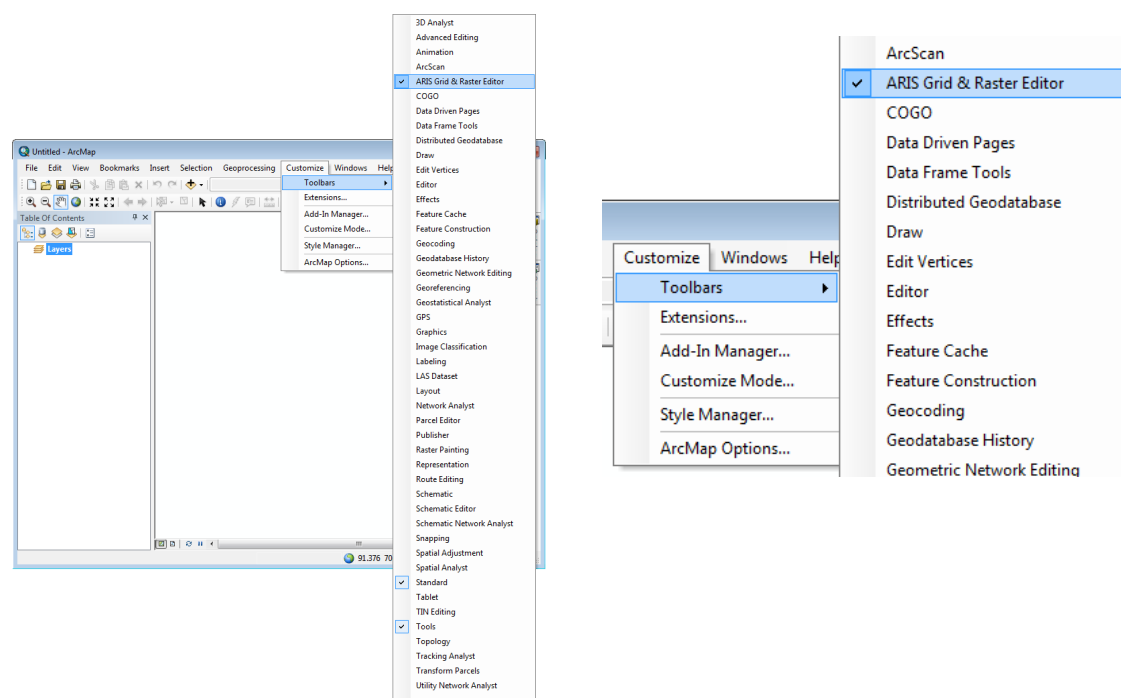 Untitled - ArcMap
File Edit View Bookmarks Insert Selection Geoprocessing Customize Windows Help
Table Of Contents
Layers
Toolbars
Extensions...
Add-In Manager...
Customize Mode...
Style Manager...
ArcMap Options...
91.376 70
3D Analyst
Advanced Editing
Animation
ArcScan
ARIS Grid & Raster Editor
COGO
Data Driven Pages
Data Frame Tools
Distributed Geodatabase
Draw
Edit Vertices
Editor
Effects
Feature Cache
Feature Construction
Geocoding
Geodatabase History
Geometric Network Editing
Georeferencing
Geostatistical Analyst
GPS
Graphics
Image Classification
Labeling
LAS Dataset
Layout
Network Analyst
Parcel Editor
Publisher
Raster Painting
Representation
Route Editing
Schematic
Schematic Editor
Schematic Network Analyst
Snapping
Spatial Adjustment
Spatial Analyst
Standard
Tablet
TIN Editing
Tools
Topology
Tracking Analyst
Transform Parcels
Utility Network Analyst
Customize Windows Help
Toolbars
Extensions...
Add-In Manager...
Customize Mode...
Style Manager...
ArcMap Options...
ArcScan
ARIS Grid & Raster Editor
COGO
Data Driven Pages
Data Frame Tools
Distributed Geodatabase
Draw
Edit Vertices
Editor
Effects
Feature Cache
Feature Construction
Geocoding
Geodatabase History
Geometric Network Editing